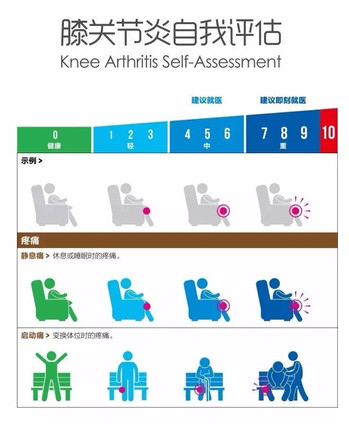 膝关节炎自我评估
Knee Arthritis Self-Assessment
建议就医 建议即刻就医
0 1 2 3 4 5 6 7 8 9 10
健康 轻 中 重
示例 >
疼痛
静息痛 > 休息或睡眠时的疼痛。
启动痛 > 变换体位时的疼痛。